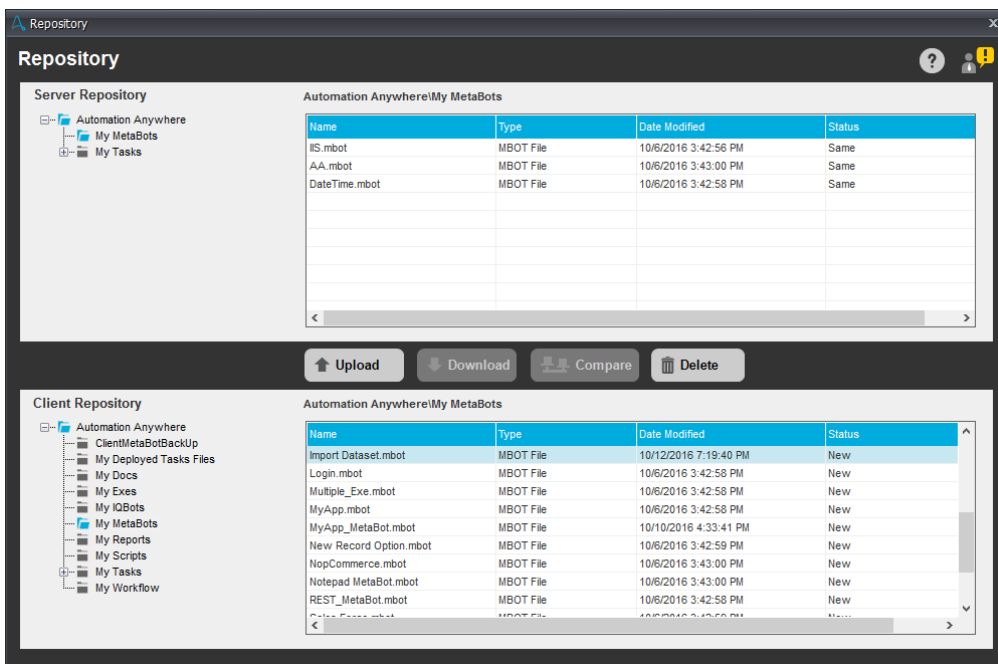 Repository
x
Repository
?
!
Server Repository
Automation Anywhere\My MetaBots
Automation Anywhere
My MetaBots
My Tasks
Name Type Date Modified Status
IIS.mbot MBOT File 10/6/2016 3:42:56 PM Same
AA.mbot MBOT File 10/6/2016 3:43:00 PM Same
DateTime.mbot MBOT File 10/6/2016 3:42:58 PM Same
Upload Download Compare Delete
Client Repository
Automation Anywhere\My MetaBots
Automation Anywhere
ClientMetaBotBackUp
My Deployed Tasks Files
My Docs
My Exes
My IQBots
My MetaBots
My Reports
My Scripts
My Tasks
My Workflow
Name Type Date Modified Status
Import Dataset.mbot MBOT File 10/12/2016 7:19:40 PM New
Login.mbot MBOT File 10/6/2016 3:42:58 PM New
Multiple_Exe.mbot MBOT File 10/6/2016 3:42:58 PM New
MyApp.mbot MBOT File 10/6/2016 3:42:58 PM New
MyApp_MetaBot.mbot MBOT File 10/10/2016 4:33:41 PM New
New Record Option.mbot MBOT File 10/6/2016 3:42:59 PM New
NopCommerce.mbot MBOT File 10/6/2016 3:43:00 PM New
Notepad MetaBot.mbot MBOT File 10/6/2016 3:43:00 PM New
REST_MetaBot.mbot MBOT File 10/6/2016 3:42:58 PM New